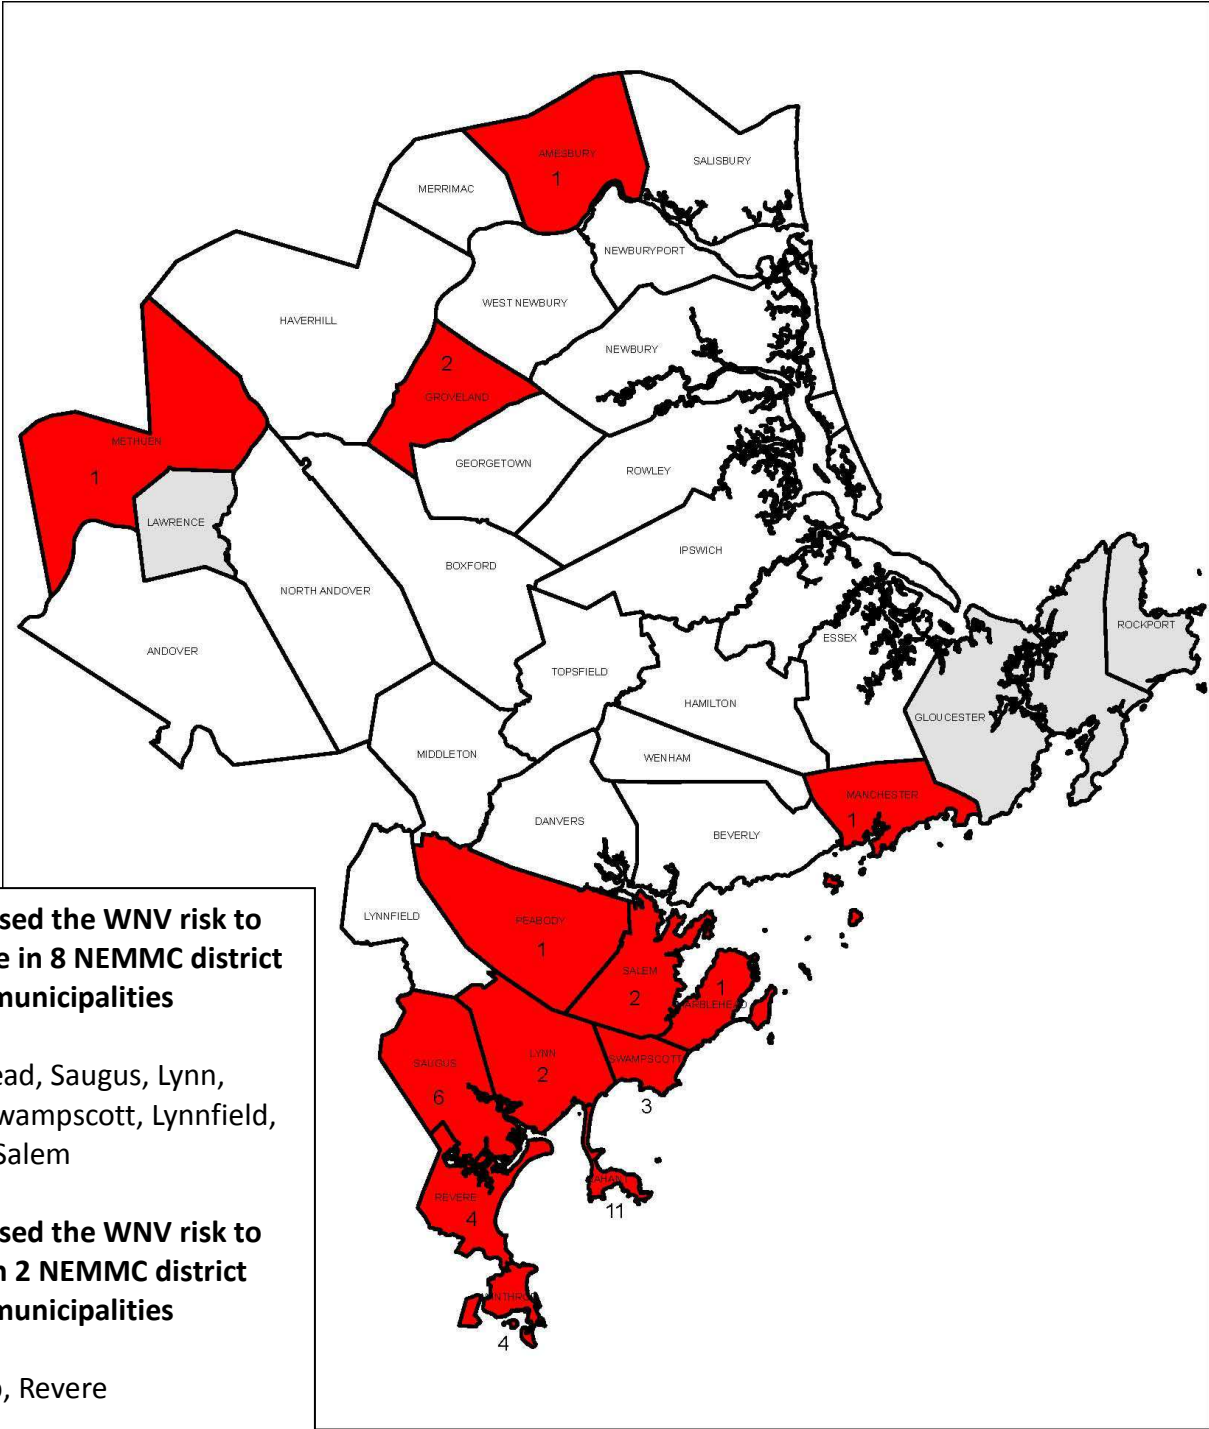 AMESBURY
1
SALISBURY
MERRIMAC
NEWBURYPORT
WEST NEWBURY
HAVERHILL
NEWBURY
2
GROVELAND
METHUEN
1
GEORGETOWN
ROWLEY
LAWRENCE
IPSWICH
BOXFORD
NORTH ANDOVER
ROCKPORT
ESSEX
ANDOVER
TOPSFIELD
HAMILTON
GLOUCESTER
MIDDLETON
WENHAM
MANCHESTER
1
DANVERS
BEVERLY
LYNNFIELD
PEABODY
1
SALEM
2
1
MARBLEHEAD
SAUGUS
6
LYNN
2
SWAMPSCOTT
3
NAHANT
11
REVERE
4
WINTHROP
4
sed the WNV risk to
e in 8 NEMMC district
municipalities
ead, Saugus, Lynn,
wampscott, Lynnfield,
Salem
sed the WNV risk to
n 2 NEMMC district
municipalities
, Revere